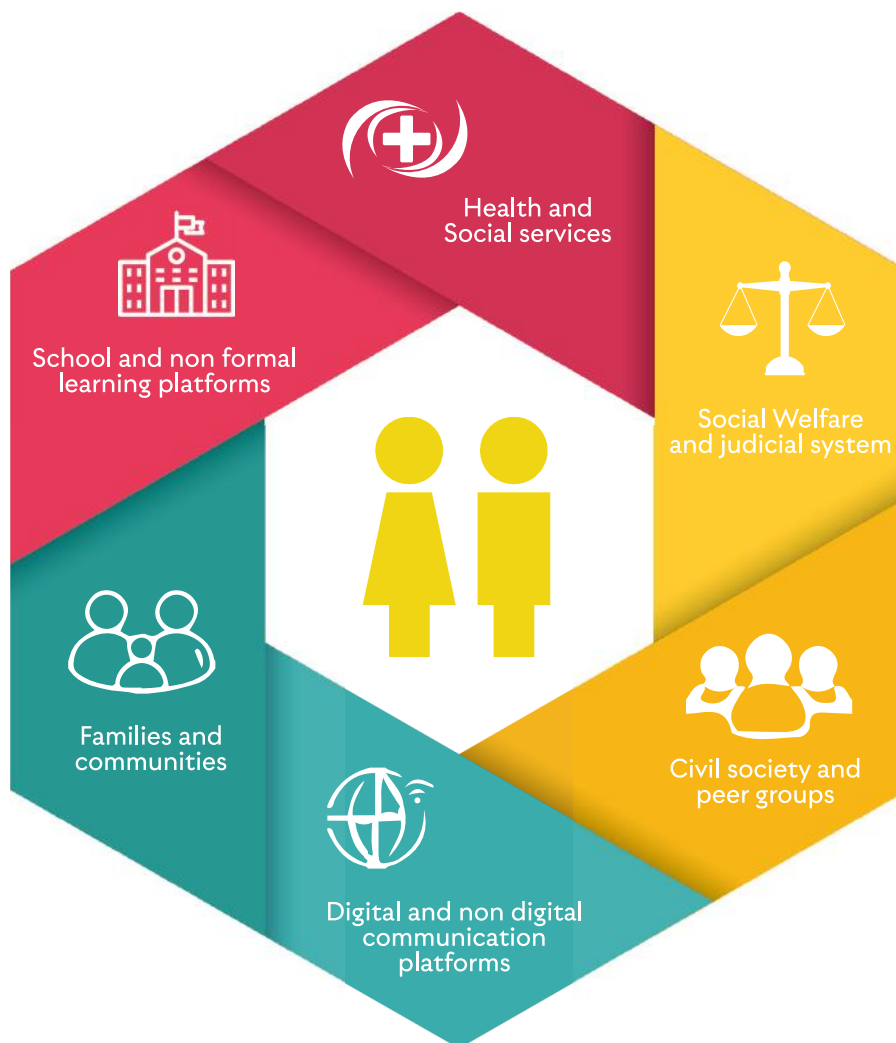 Health and
Social services
School and non formal
learning platforms
Social Welfare
and judicial system
Families and
communities
Civil society and
peer groups
Digital and non digital
communication
platforms